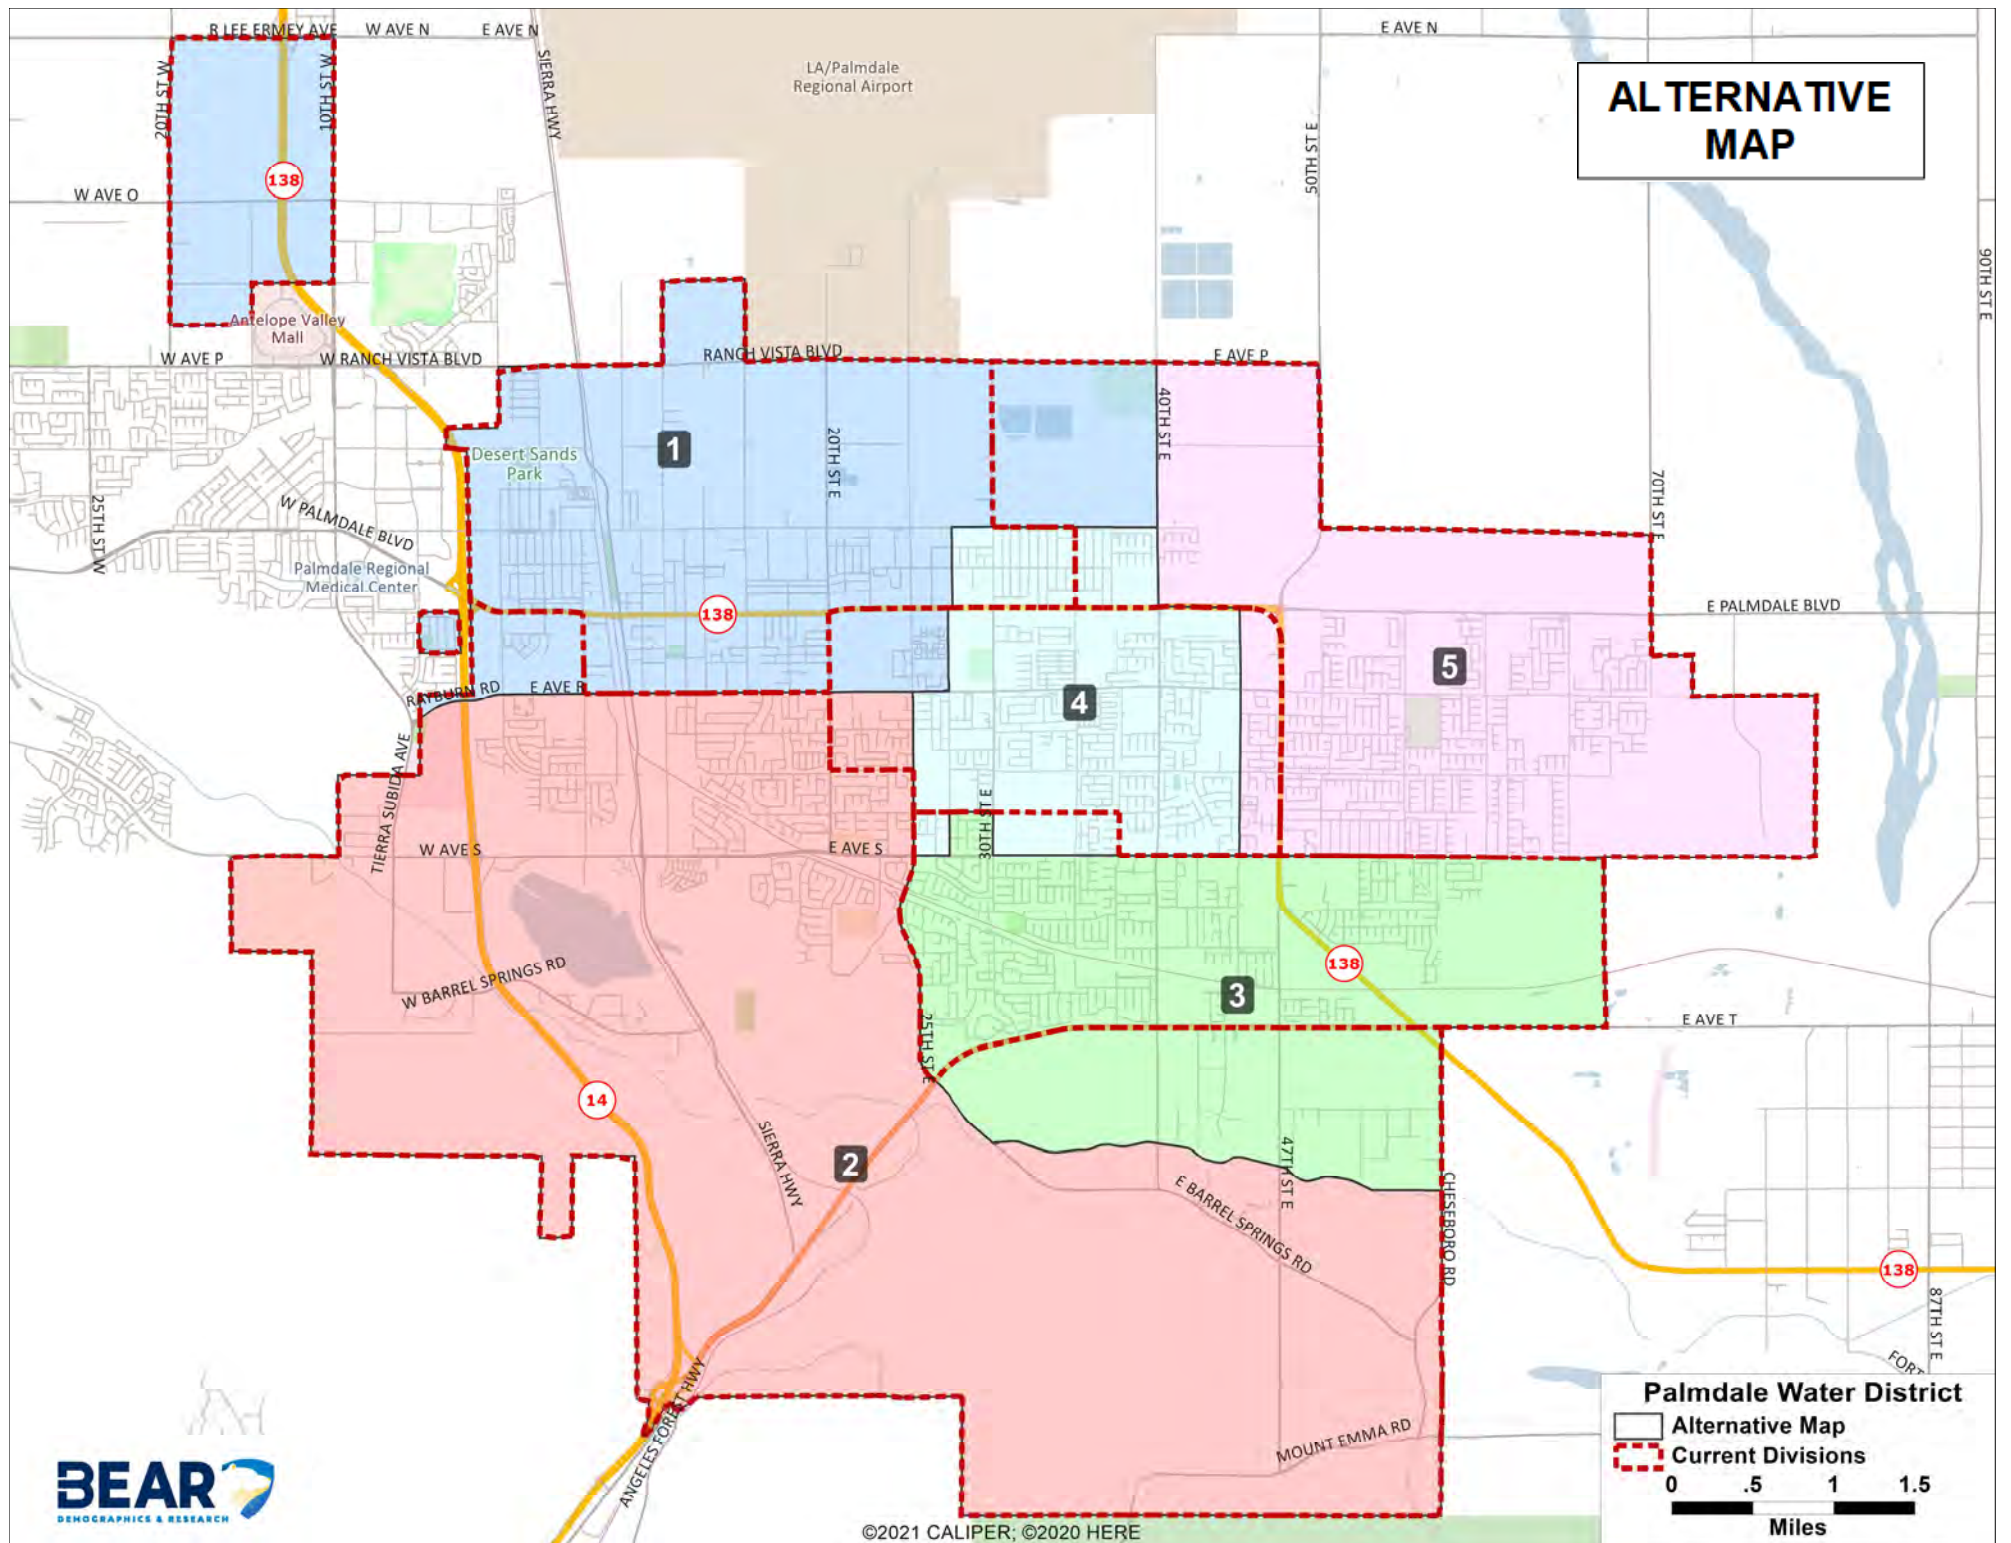 R LEE ERMEY AVE
W AVE N
E AVE N
E AVE N
LA/Palmdale
Regional Airport
ALTERNATIVE
MAP
20TH ST W
10TH ST W
SIERRA HWY
50TH ST E
138
W AVE O
90TH ST E
Antelope Valley
Mall
W AVE P
W RANCH VISTA BLVD
RANCH VISTA BLVD
E AVE P
40TH ST E
1
20TH ST E
Desert Sands
Park
25TH ST W
W PALMDALE BLVD
70TH ST E
Palmdale Regional
Medical Center
138
E PALMDALE BLVD
5
RAYBURN RD
E AVE R
4
TIERRA SUBIDA AVE
30TH ST E
W AVE S
E AVE S
W BARREL SPRINGS RD
138
3
25TH ST E
E AVE T
14
SIERRA HWY
2
47TH ST E
E BARREL SPRINGS RD
CHESEBORO RD
138
87TH ST E
FORT
ANGELES FOREST HWY
MOUNT EMMA RD
Palmdale Water District
Alternative Map
Current Divisions
0 .5 1 1.5
Miles
BEAR
DEMOGRAPHICS & RESEARCH
©2021 CALIPER; ©2020 HERE